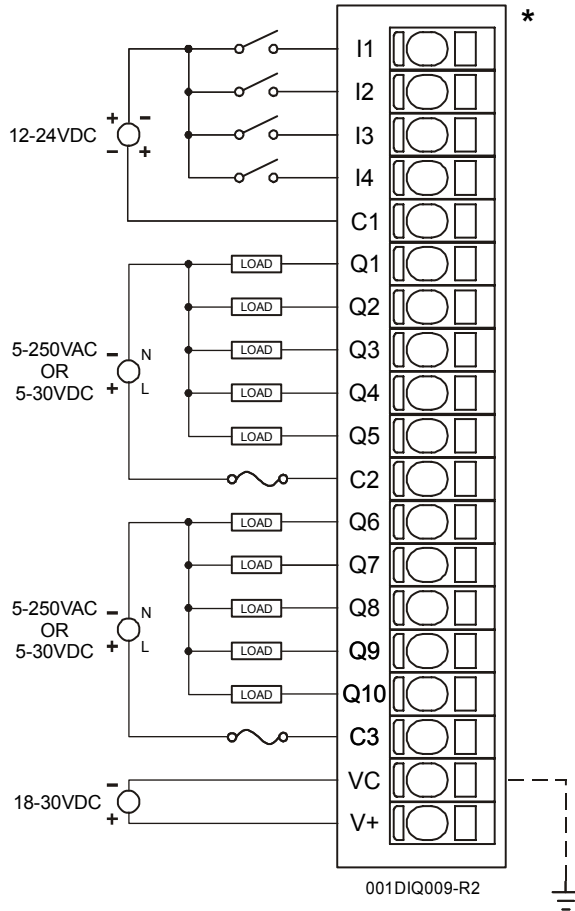 *
I1
I2
12-24VDC
+ -
- +
I3
I4
C1
LOAD Q1
LOAD Q2
5-250VAC
OR
5-30VDC
- N
+ L
LOAD Q3
LOAD Q4
LOAD Q5
C2
LOAD Q6
LOAD Q7
5-250VAC
OR
5-30VDC
- N
+ L
LOAD Q8
LOAD Q9
LOAD Q10
C3
VC
18-30VDC
-
+
V+
001DIQ009-R2